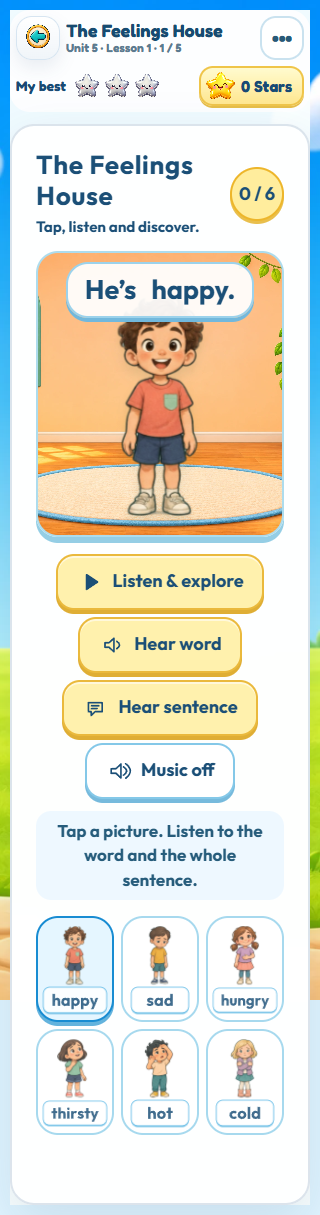 The Feelings House
Unit 5 · Lesson 1 · 1 / 5
My best
0 Stars
The Feelings
House
0 / 6
Tap, listen and discover.
He's happy.
Listen & explore
Hear word
Hear sentence
Music off
Tap a picture. Listen to the
word and the whole
sentence.
happy
sad
hungry
thirsty
hot
cold